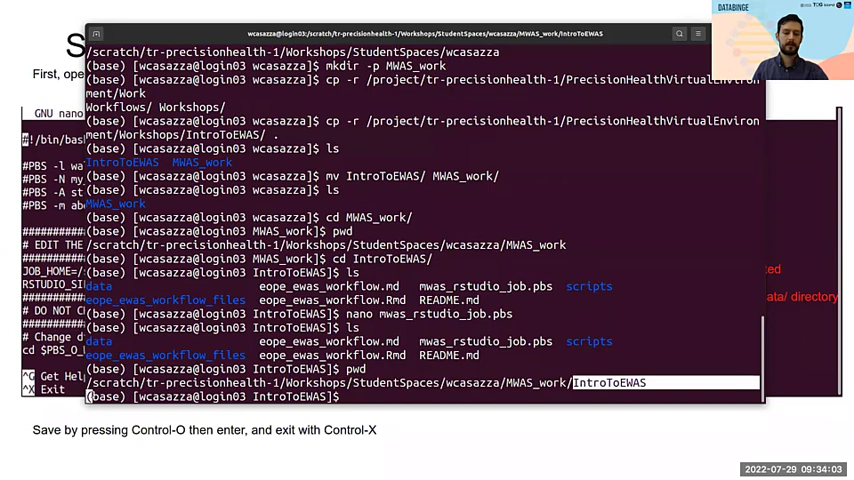 DATABINGE
wcasazza@login03:/scratch/tr-precisionhealth-1/Workshops/StudentSpaces/wcasazza/MWAS_work/IntroToEWAS
S
First, ope
GNU nano
#!/bin/bas
#PBS -l wa
#PBS -N my
#PBS -A st
#PBS -m abe
##########
# EDIT THE
##########
JOB_HOME=/s
RSTUDIO_SI
##########
# DO NOT C
##########
# Change d
cd $PBS_O_
^G Get Hel
^X Exit
/scratch/tr-precisionhealth-1/Workshops/StudentSpaces/wcasazza
(base) [wcasazza@login03 wcasazza]$ mkdir -p MWAS_work
(base) [wcasazza@login03 wcasazza]$ cp -r /project/tr-precisionhealth-1/PrecisionHealthVirtualEnviron
ment/Work
Workflows/ Workshops/
(base) [wcasazza@login03 wcasazza]$ cp -r /project/tr-precisionhealth-1/PrecisionHealthVirtualEnviron
ment/Workshops/IntroToEWAS/ .
(base) [wcasazza@login03 wcasazza]$ ls
IntroToEWAS MWAS_work
(base) [wcasazza@login03 wcasazza]$ mv IntroToEWAS/ MWAS_work/
(base) [wcasazza@login03 wcasazza]$ ls
MWAS_work
(base) [wcasazza@login03 wcasazza]$ cd MWAS_work/
(base) [wcasazza@login03 MWAS_work]$ pwd
/scratch/tr-precisionhealth-1/Workshops/StudentSpaces/wcasazza/MWAS_work
(base) [wcasazza@login03 MWAS_work]$ cd IntroToEWAS/
(base) [wcasazza@login03 IntroToEWAS]$ ls
data eope_ewas_workflow.md mwas_rstudio_job.pbs scripts
eope_ewas_workflow_files eope_ewas_workflow.Rmd README.md
(base) [wcasazza@login03 IntroToEWAS]$ nano mwas_rstudio_job.pbs
(base) [wcasazza@login03 IntroToEWAS]$ ls
data eope_ewas_workflow.md mwas_rstudio_job.pbs scripts
eope_ewas_workflow_files eope_ewas_workflow.Rmd README.md
(base) [wcasazza@login03 IntroToEWAS]$ pwd
/scratch/tr-precisionhealth-1/Workshops/StudentSpaces/wcasazza/MWAS_work/IntroToEWAS
(base) [wcasazza@login03 IntroToEWAS]$
ed
ata/ directory
Save by pressing Control-O then enter, and exit with Control-X
2022-07-29 09:34:03